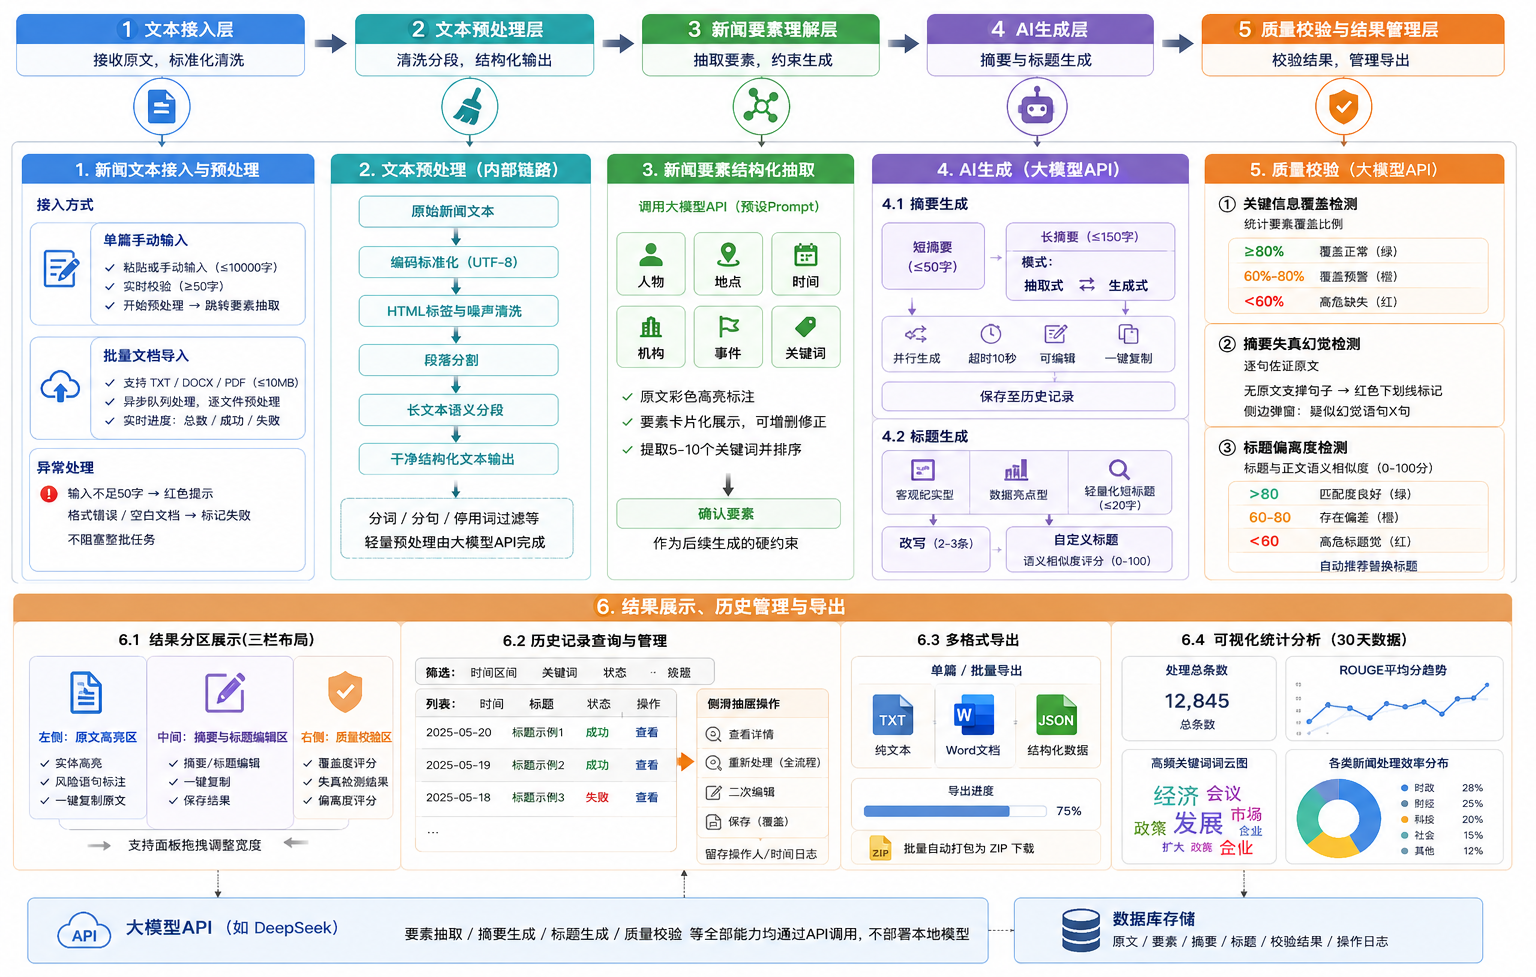 1 文本接入层
接收原文，标准化清洗
2 文本预处理层
清洗分段，结构化输出
3 新闻要素理解层
抽取要素，约束生成
4 AI生成层
摘要与标题生成
5 质量校验与结果管理层
校验结果，管理导出
1. 新闻文本接入与预处理
接入方式
单篇手动输入
✓ 粘贴或手动输入（≤10000字）
✓ 实时校验（≥50字）
✓ 开始预处理 → 跳转要素抽取
批量文档导入
✓ 支持 TXT / DOCX / PDF（≤10MB）
✓ 异步队列处理，逐文件预处理
✓ 实时进度：总数 / 成功 / 失败
异常处理
输入不足50字 → 红色提示
格式错误 / 空白文档 → 标记失败
不阻塞整批任务
2. 文本预处理（内部链路）
原始新闻文本
编码标准化（UTF-8）
HTML标签与噪声清洗
段落分割
长文本语义分段
干净结构化文本输出
分词 / 分句 / 停用词过滤等
轻量预处理由大模型API完成
3. 新闻要素结构化抽取
调用大模型API（预设Prompt）
人物
地点
时间
机构
事件
关键词
✓ 原文彩色高亮标注
✓ 要素卡片化展示，可增删修正
✓ 提取5-10个关键词并排序
确认要素
作为后续生成的硬约束
4. AI生成（大模型API）
4.1 摘要生成
短摘要
（≤50字）
长摘要（≤150字）
模式：
抽取式 ⇄ 生成式
并行生成
超时10秒
可编辑
一键复制
保存至历史记录
4.2 标题生成
客观纪实型
数据亮点型
轻量化短标题
（≤20字）
改写（2-3条）
自定义标题
语义相似度评分（0-100）
5. 质量校验（大模型API）
① 关键信息覆盖检测
统计要素覆盖比例
≥80% 覆盖正常（绿）
60%-80% 覆盖预警（橙）
<60% 高危缺失（红）
② 摘要失真幻觉检测
逐句佐证原文
无原文支撑句子 → 红色下划线标记
侧边弹窗：疑似幻觉语句X句
③ 标题偏离度检测
标题与正文语义相似度（0-100分）
>80 匹配度良好（绿）
60-80 存在偏差（橙）
<60 高危标题觉（红）
自动推荐替换标题
6. 结果展示、历史管理与导出
6.1 结果分区展示(三栏布局)
左侧：原文高亮区
✓ 实体高亮
✓ 风险语句标注
✓ 一键复制原文
中间：摘要与标题编辑区
✓ 摘要/标题编辑
✓ 一键复制
✓ 保存结果
右侧：质量校验区
✓ 覆盖度评分
✓ 失真检测结果
✓ 偏离度评分
支持面板拖拽调整宽度
6.2 历史记录查询与管理
筛选： 时间区间 关键词 状态
列表： 时间 标题 状态 操作
2025-05-20 标题示例1 成功 查看
2025-05-19 标题示例2 成功 查看
2025-05-18 标题示例3 失败 查看
...
侧滑抽屉操作
查看详情
重新处理（全流程）
二次编辑
保存（覆盖）
留存操作人/时间日志
6.3 多格式导出
单篇 / 批量导出
TXT
纯文本
W
Word文档
JSON
结构化数据
导出进度
75%
ZIP
批量自动打包为 ZIP 下载
6.4 可视化统计分析（30天数据）
处理总条数
12,845
总条数
ROUGE平均分趋势
高频关键词词云图
经济 会议
政策 发展 市场
企业
扩大 企业
各类新闻处理效率分布
时政 28%
财经 25%
科技 20%
社会 15%
其他 12%
API
大模型API（如 DeepSeek）
要素抽取 / 摘要生成 / 标题生成 / 质量校验 等全部能力均通过API调用, 不部署本地模型
数据库存储
原文 / 要素 / 摘要 / 标题 / 校验结果 / 操作日志